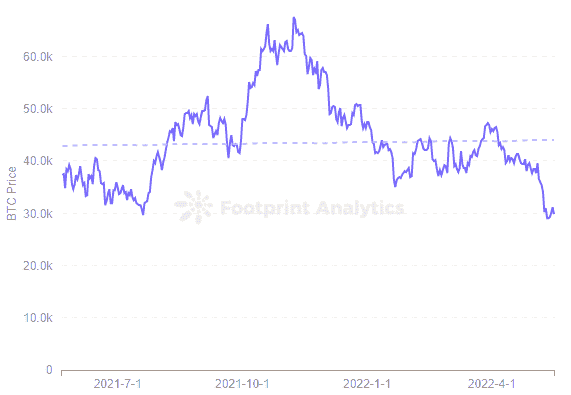 60.0k
50.0k
40.0k
30.0k
20.0k
10.0k
0
BTC Price
Footprint Analytics
2021-7-1
2021-10-1
2022-1-1
2022-4-1